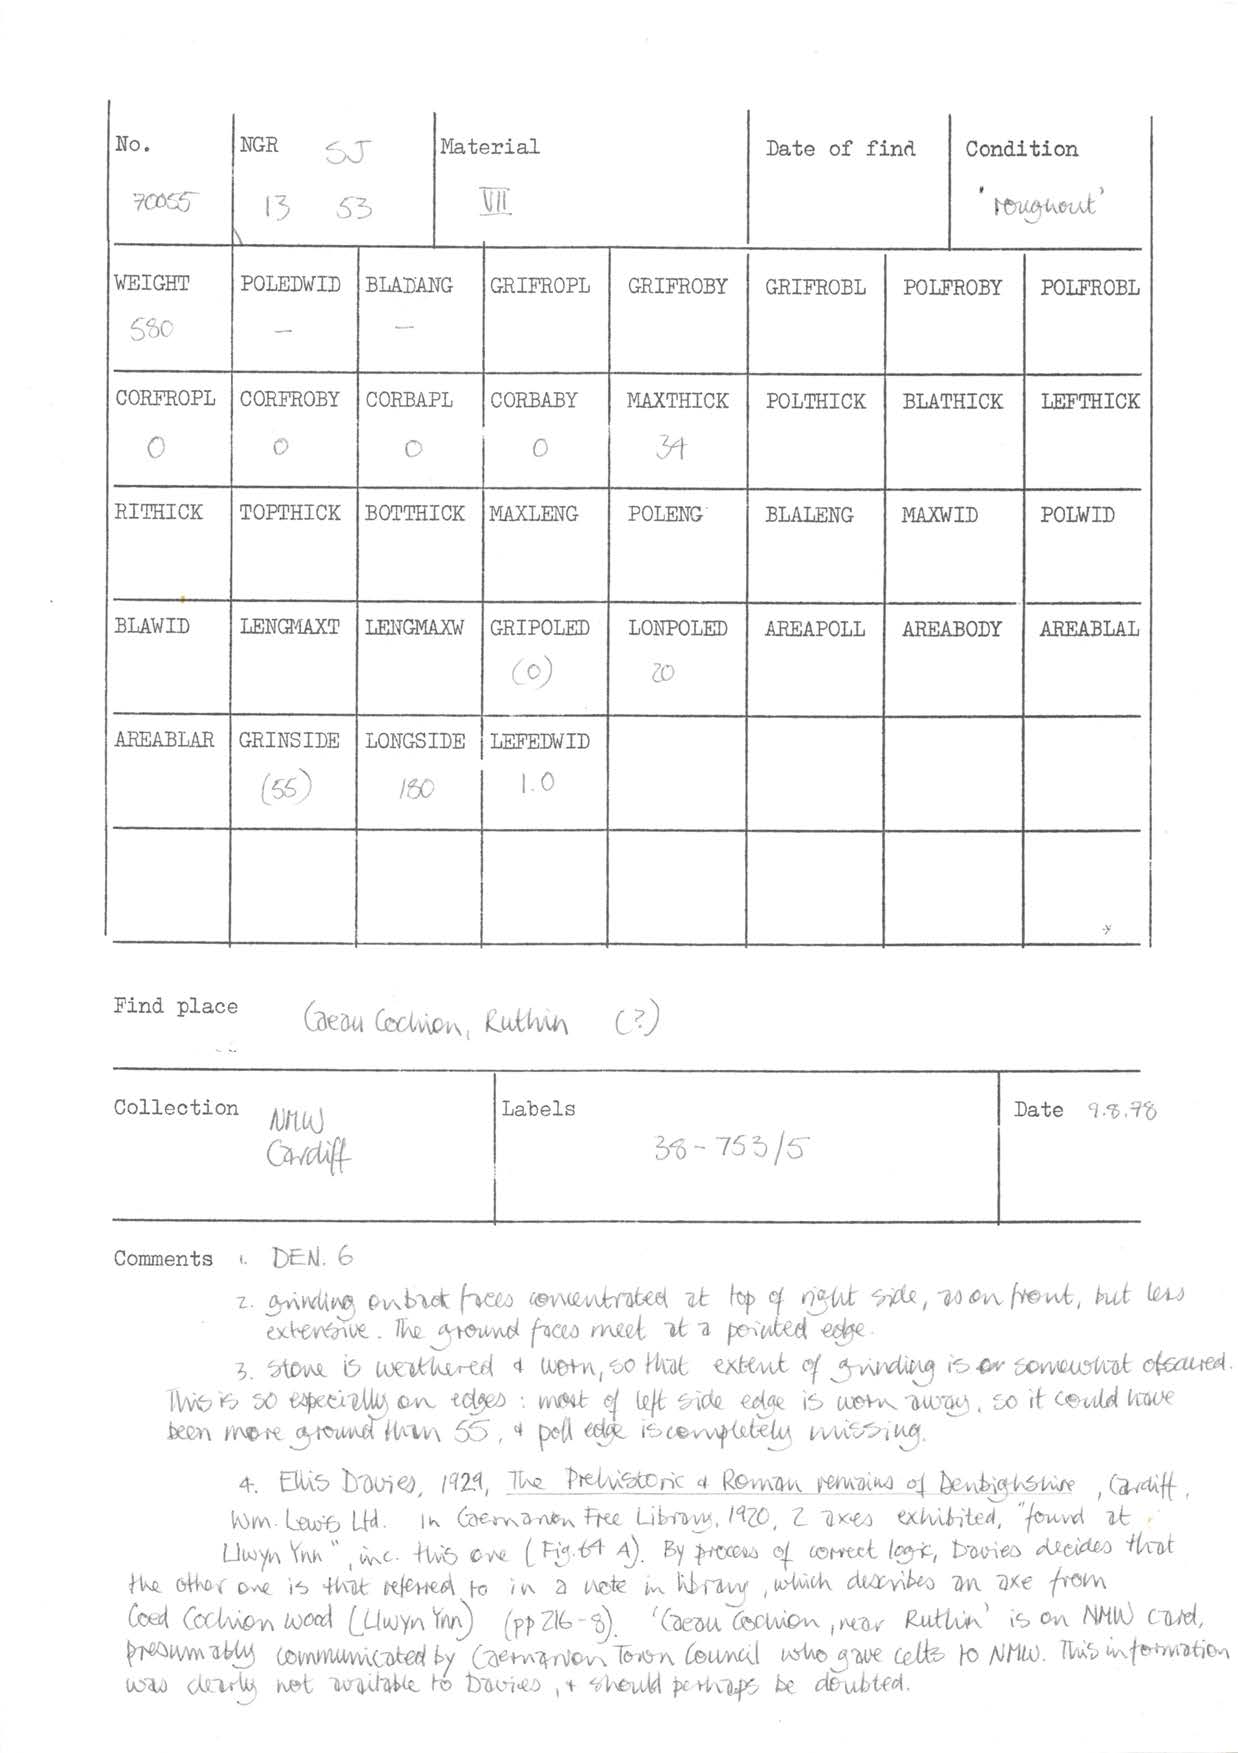 No. NGR SJ Material Date of find Condition
70055 13 53 VII 'roughout'
WEIGHT POLEDWID BLADANG GRIFROPL GRIFROBY GRIFROBL POLFROBY POLFROBL
580 — —
CORFROPL CORFROBY CORBAPL CORBABY MAXTHICK POLTHICK BLATHICK LEFTHICK
0 0 0 0 34
RITHICK TOPTHICK BOTTHICK MAXLENG POLENG BLALENG MAXWID POLWID
BLAWID LENGMAXT LENGMAXW GRIPOLED LONPOLED AREAPOLL AREABODY AREABLAL
(0) 20
AREABLAR GRINSIDE LONGSIDE LEFEDWID
(55) 180 1.0
Find place Caeau Cochion, Ruthin (?)
Collection NMW Cardiff
Labels 38-753/5
Date 9.8.78
Comments 1. DEN. 6
2. grinding on back faces concentrated at top of right side, as on front, but less
extensive. The ground faces meet at a pointed edge.
3. Stone is weathered & worn, so that extent of grinding is somewhat obscured.
This is so especially on edges: most of left side edge is worn away, so it could have
been more ground than 55, & poll edge is completely missing.
4. Ellis Davies, 1929, The Prehistoric & Roman remains of Denbighshire, Cardiff,
Wm. Lewis Ltd. In Caernarvon Free Library, 1920, 2 axes exhibited, "found at
Llwyn Ynn", inc. this one (Fig. 64 A). By process of correct logic, Davies decides that
the other one is that referred to in a note in library, which describes an axe from
Coed Cochion wood (Llwyn Ynn) (pp 216-8). 'Caeau Cochion, near Ruthin' is on NMW card,
presumably communicated by Caernarvon Town Council who gave celts to NMW. This information
was clearly not available to Davies, & should perhaps be doubted.